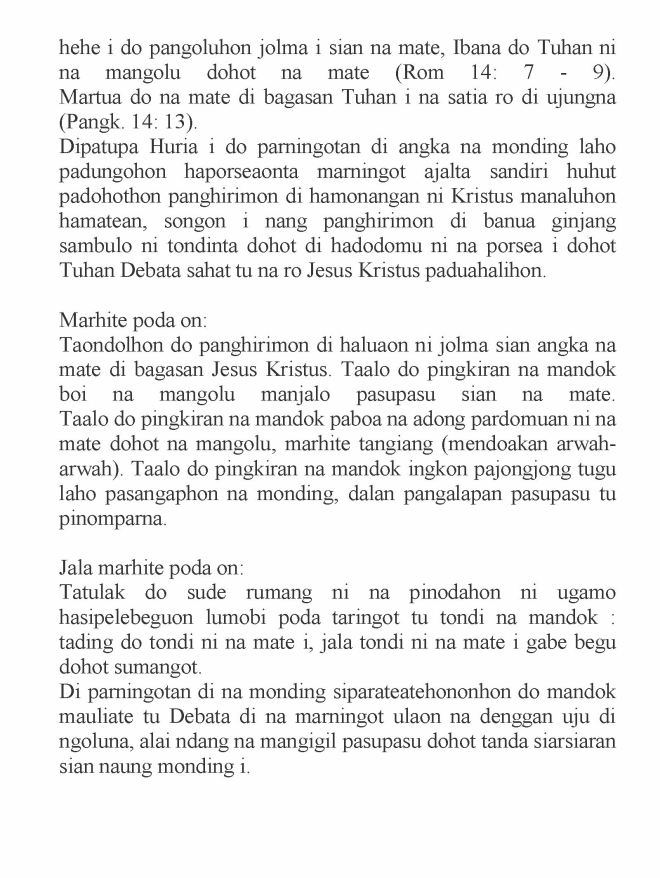 hehe i do pangoluhon jolma i sian na mate, Ibana do Tuhan ni
na mangolu dohot na mate (Rom 14: 7 - 9).
Martua do na mate di bagasan Tuhan i na satia ro di ujungna
(Pangk. 14: 13).
Dipatupa Huria i do parningotan di angka na monding laho
padungohon haporseaonta marningot ajalta sandiri huhut
padohothon panghirimon di hamonangan ni Kristus manaluhon
hamatean, songon i nang panghirimon di banua ginjang
sambulo ni tondinta dohot di hadodomu ni na porsea i dohot
Tuhan Debata sahat tu na ro Jesus Kristus paduahalihon.

Marhite poda on:
Taondolhon do panghirimon di haluaon ni jolma sian angka na
mate di bagasan Jesus Kristus. Taalo do pingkiran na mandok
boi na mangolu manjalo pasupasu sian na mate.
Taalo do pingkiran na mandok paboa na adong pardomuan ni na
mate dohot na mangolu, marhite tangiang (mendoakan arwah-
arwah). Taalo do pingkiran na mandok ingkon pajongjong tugu
laho pasangaphon na monding, dalan pangalapan pasupasu tu
pinomparna.

Jala marhite poda on:
Tatulak do sude rumang ni na pinodahon ni ugamo
hasipelebeguon lumobi poda taringot tu tondi na mandok :
tading do tondi ni na mate i, jala tondi ni na mate i gabe begu
dohot sumangot.
Di parningotan di na monding siparateatehononhon do mandok
mauliate tu Debata di na marningot ulaon na denggan uju di
ngoluna, alai ndang na mangigil pasupasu dohot tanda siarsiaran
sian naung monding i.